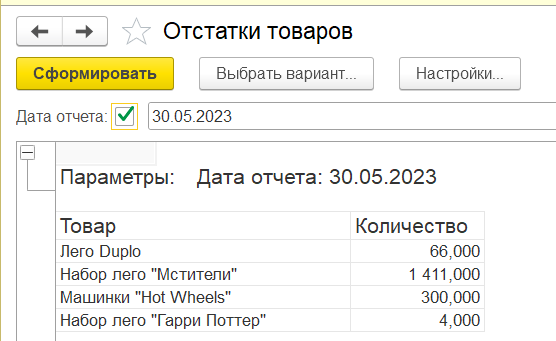 Отстатки товаров
Сформировать Выбрать вариант... Настройки...
Дата отчета: 30.05.2023
Параметры: Дата отчета: 30.05.2023
Товар Количество
Лего Duplo 66,000
Набор лего "Мстители" 1 411,000
Машинки "Hot Wheels" 300,000
Набор лего "Гарри Поттер" 4,000